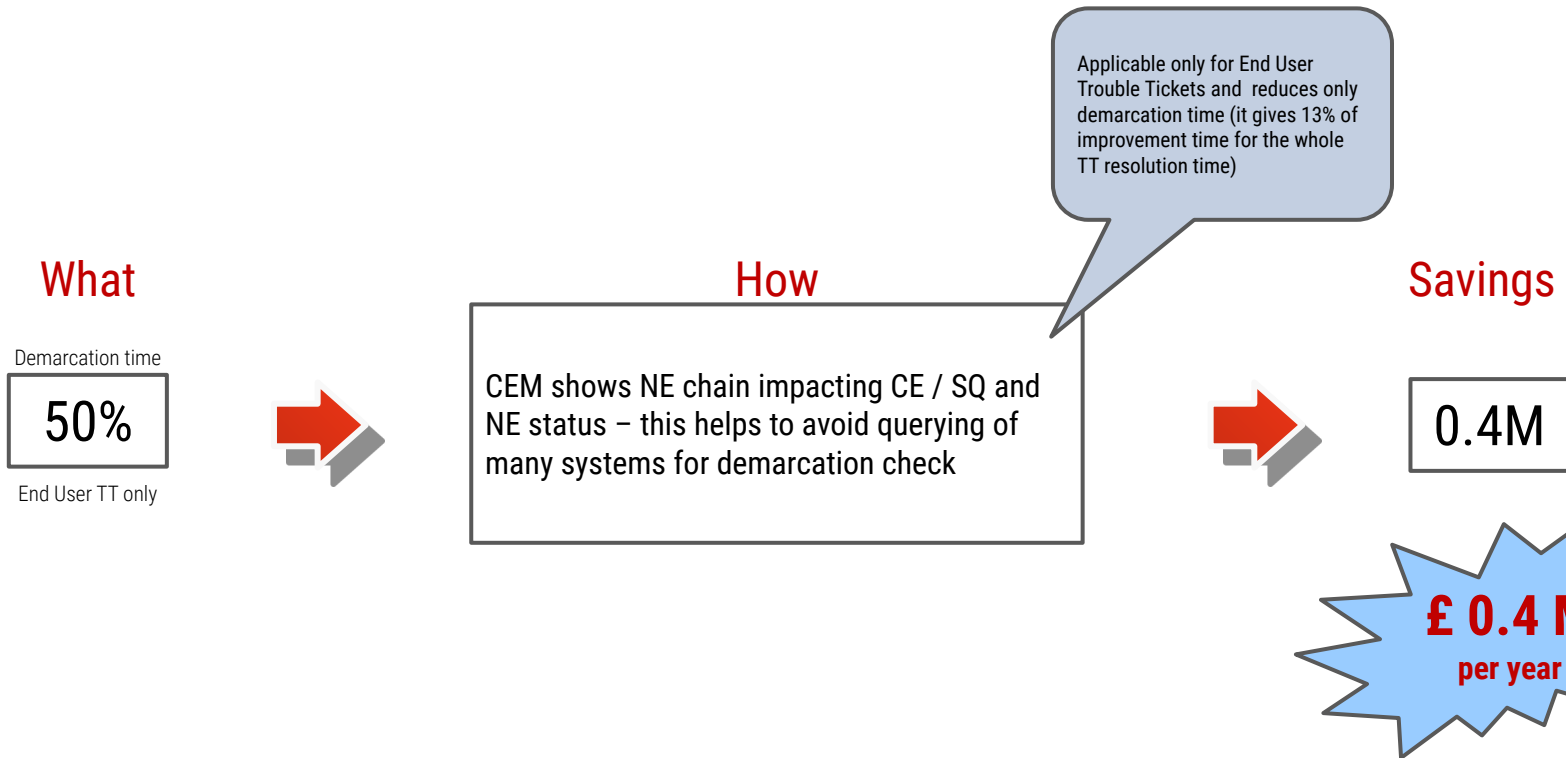 Applicable only for End User
Trouble Tickets and  reduces only
demarcation time (it gives 13% of
improvement time for the whole
TT resolution time)
What
How
Savings
Demarcation time
50%
End User TT only
CEM shows NE chain impacting CE / SQ and
NE status – this helps to avoid querying of
many systems for demarcation check
0.4M
£ 0.4
per year